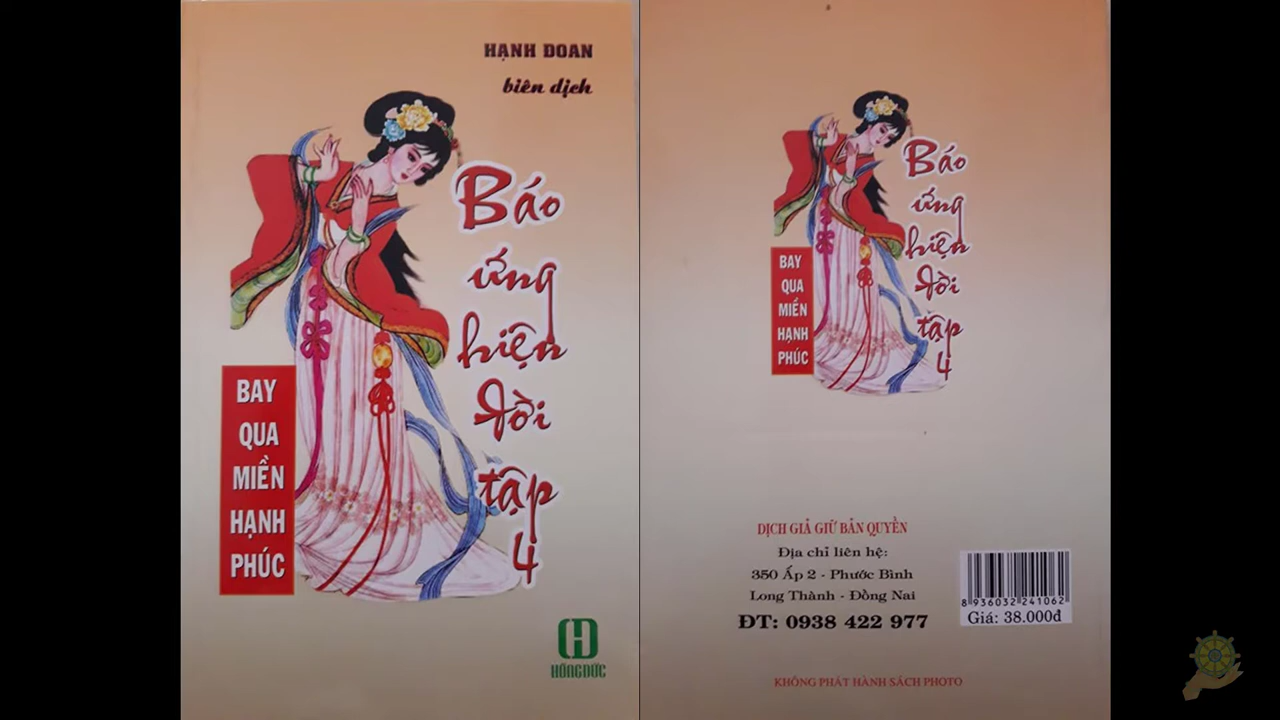 HẠNH ĐOAN
biên dịch
Báo
ứng
hiện
đời
tập
4
BAY
QUA
MIỀN
HẠNH
PHÚC
HỒNG ĐỨC
Báo
ứng
hiện
đời
tập
4
BAY
QUA
MIỀN
HẠNH
PHÚC
DỊCH GIẢ GIỮ BẢN QUYỀN
Địa chỉ liên hệ:
350 Ấp 2 - Phước Bình
Long Thành - Đồng Nai
ĐT: 0938 422 977
8 936032 241062
Giá: 38.000đ
KHÔNG PHÁT HÀNH SÁCH PHOTO